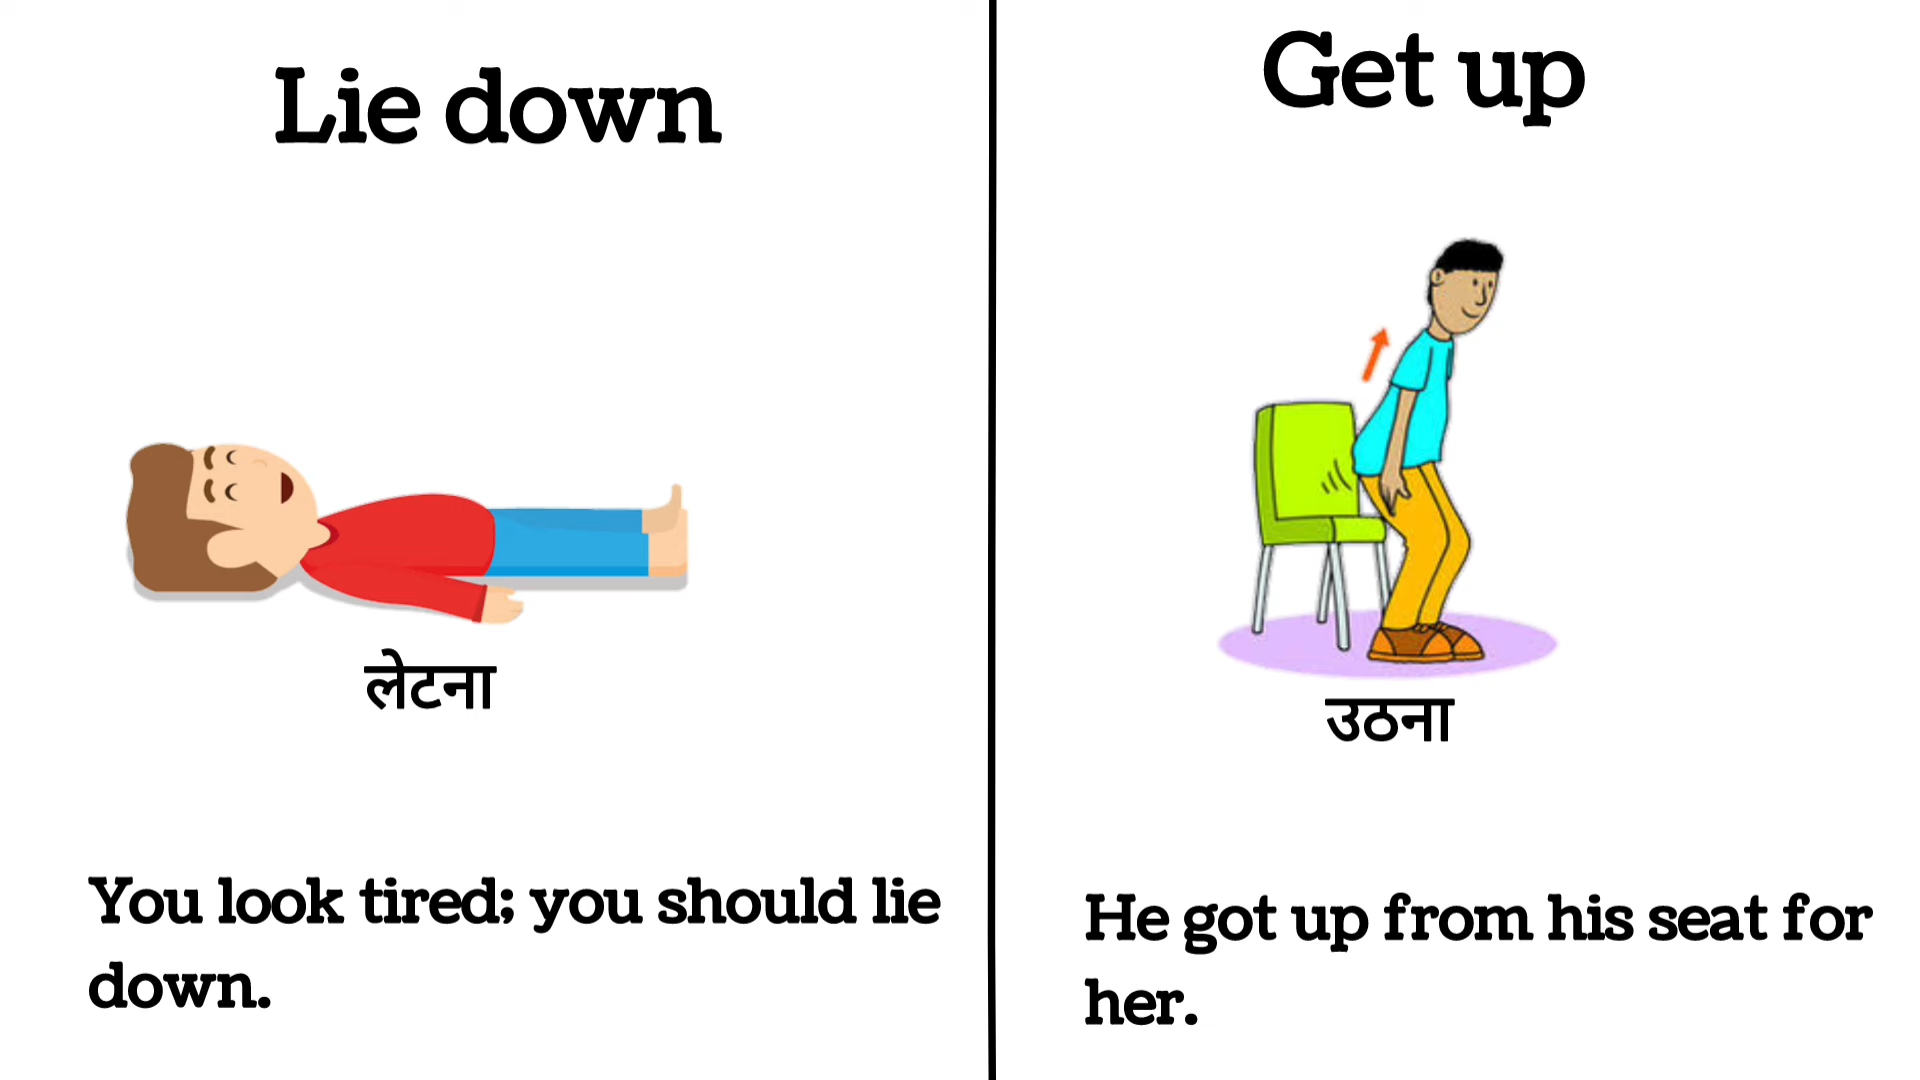 Lie down
लेटना
You look tired; you should lie
down.
Get up
उठना
He got up from his seat for
her.